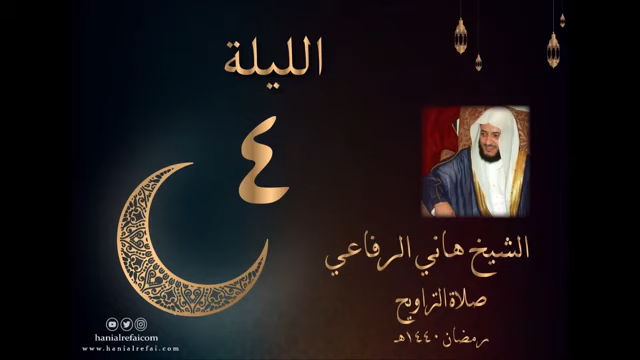 الليلة
٤
الشيخ هاني الرفاعي
صلاة التراويح
رمضان ١٤٤٠هـ
hanialrefaicom
www.hanialrefai.com